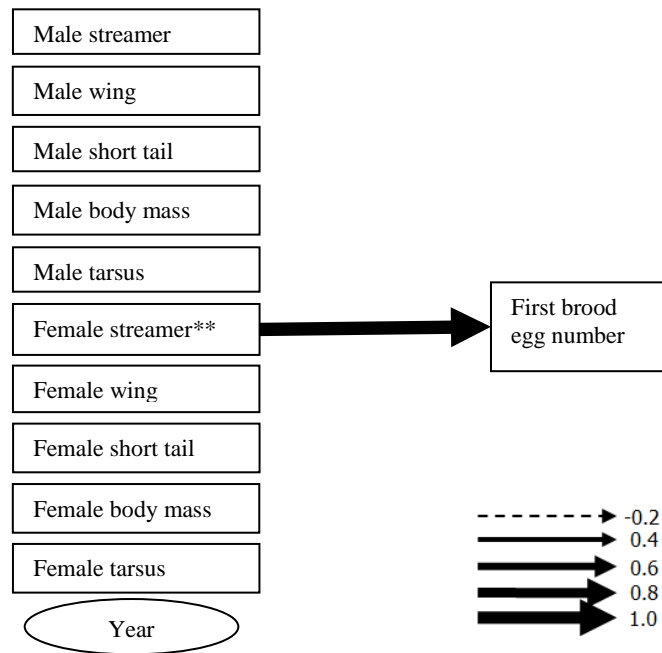 Male streamer
Male wing
Male short tail
Male body mass
Male tarsus
Female streamer**
First brood
egg number
Female wing
Female short tail
Female body mass
Female tarsus
Year
-0.2
0.4
0.6
0.8
1.0